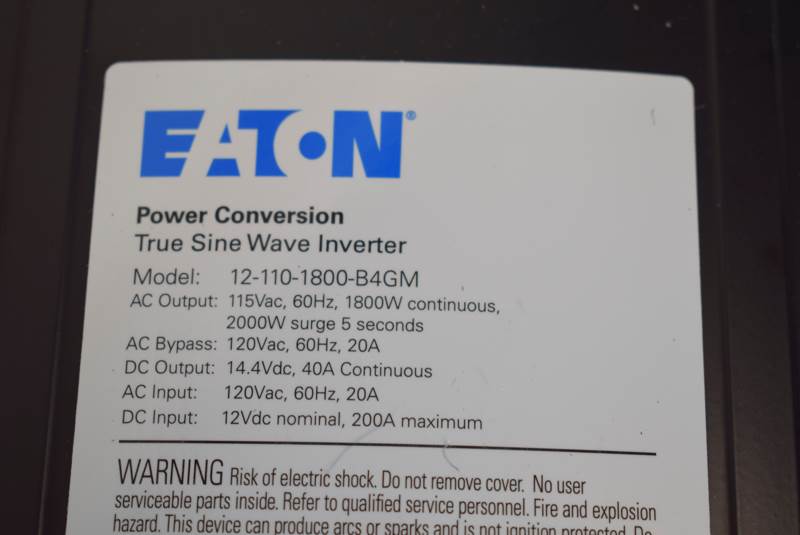 EATON®
Power Conversion
True Sine Wave Inverter
Model: 12-110-1800-B4GM
AC Output: 115Vac, 60Hz, 1800W continuous,
2000W surge 5 seconds
AC Bypass: 120Vac, 60Hz, 20A
DC Output: 14.4Vdc, 40A Continuous
AC Input: 120Vac, 60Hz, 20A
DC Input: 12Vdc nominal, 200A maximum
WARNING Risk of electric shock. Do not remove cover. No user
serviceable parts inside. Refer to qualified service personnel. Fire and explosion
hazard. This device can produce arcs or sparks and is not ignition protected. Do